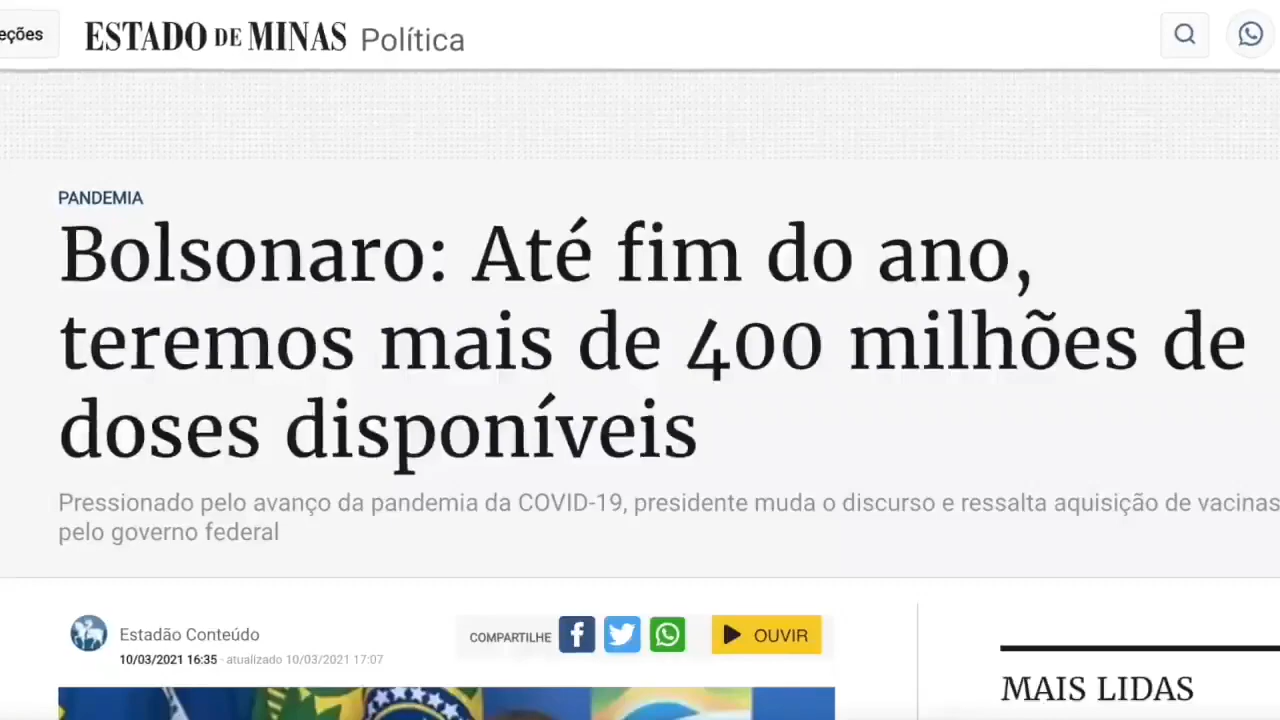 eções
ESTADO DE MINAS Política
PANDEMIA
Bolsonaro: Até fim do ano,
teremos mais de 400 milhões de
doses disponíveis
Pressionado pelo avanço da pandemia da COVID-19, presidente muda o discurso e ressalta aquisição de vacinas
pelo governo federal
Estadão Conteúdo
COMPARTILHE
OUVIR
10/03/2021 16:35 - atualizado 10/03/2021 17:07
MAIS LIDAS